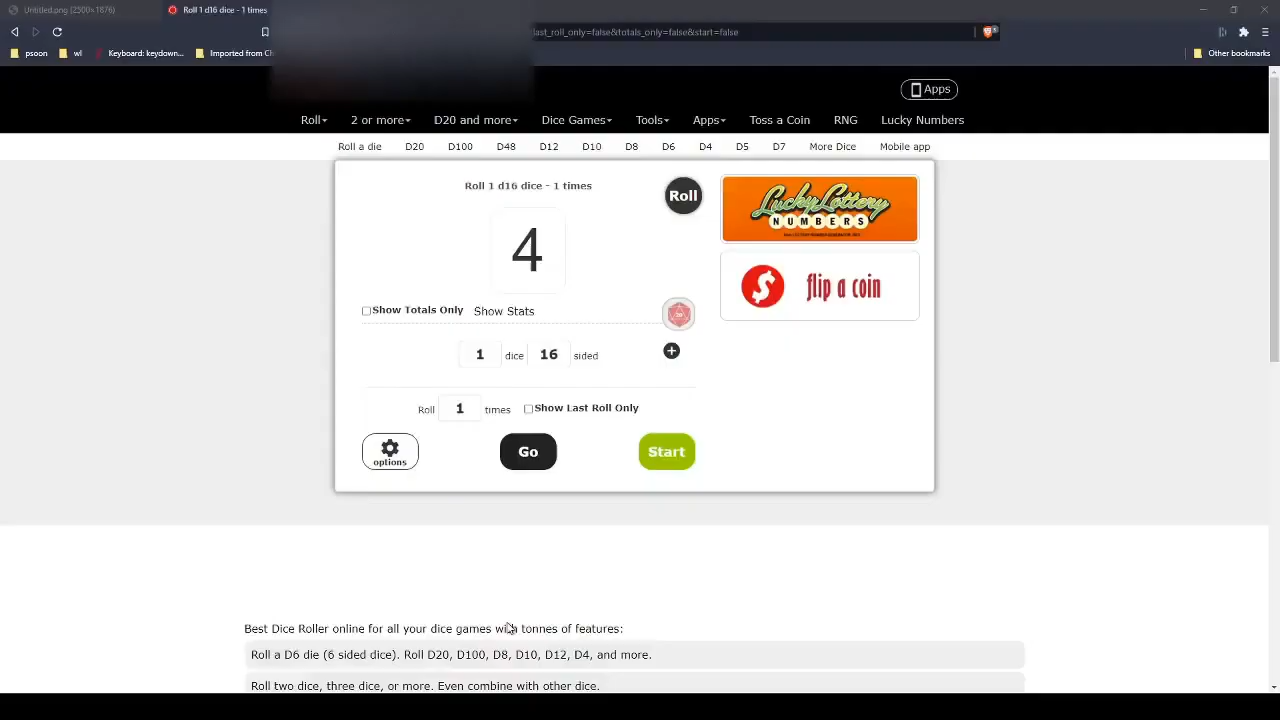 Untitled.png (2300×1876)
Roll 1 d16 dice - 1 times
last_roll_only=false&totals_only=false&start=false
psoon
wl
Keyboard: keydown...
Imported from Ch
Other bookmarks
Apps
Roll
2 or more
D20 and more
Dice Games
Tools
Apps
Toss a Coin
RNG
Lucky Numbers
Roll a die
D20
D100
D48
D12
D10
D8
D6
D4
D5
D7
More Dice
Mobile app
Roll 1 d16 dice - 1 times
Roll
4
Lucky Lottery
NUMBERS
flip a coin
Show Totals Only
Show Stats
20
1 dice 16 sided
Roll 1 times
Show Last Roll Only
options
Go
Start
Best Dice Roller online for all your dice games with tonnes of features:
Roll a D6 die (6 sided dice). Roll D20, D100, D8, D10, D12, D4, and more.
Roll two dice, three dice, or more. Even combine with other dice.